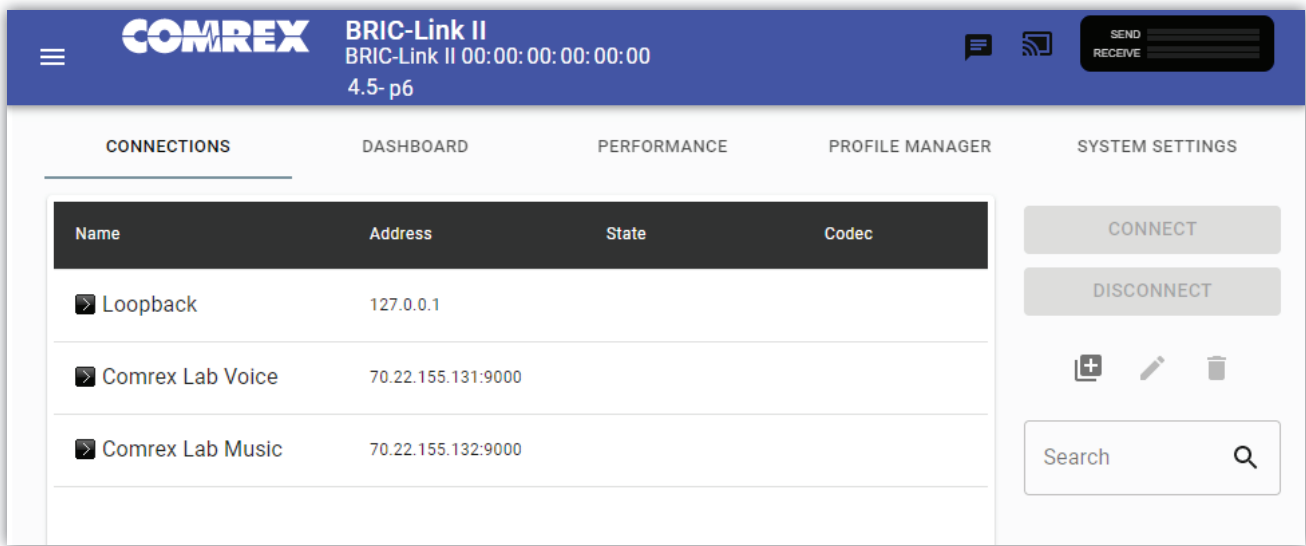 COMREX
BRIC-Link II
BRIC-Link II 00:00:00:00:00:00
4.5- p6
SEND
RECEIVE
CONNECTIONS DASHBOARD PERFORMANCE PROFILE MANAGER SYSTEM SETTINGS
Name Address State Codec
Loopback 127.0.0.1
Comrex Lab Voice 70.22.155.131:9000
Comrex Lab Music 70.22.155.132:9000
CONNECT
DISCONNECT
Search